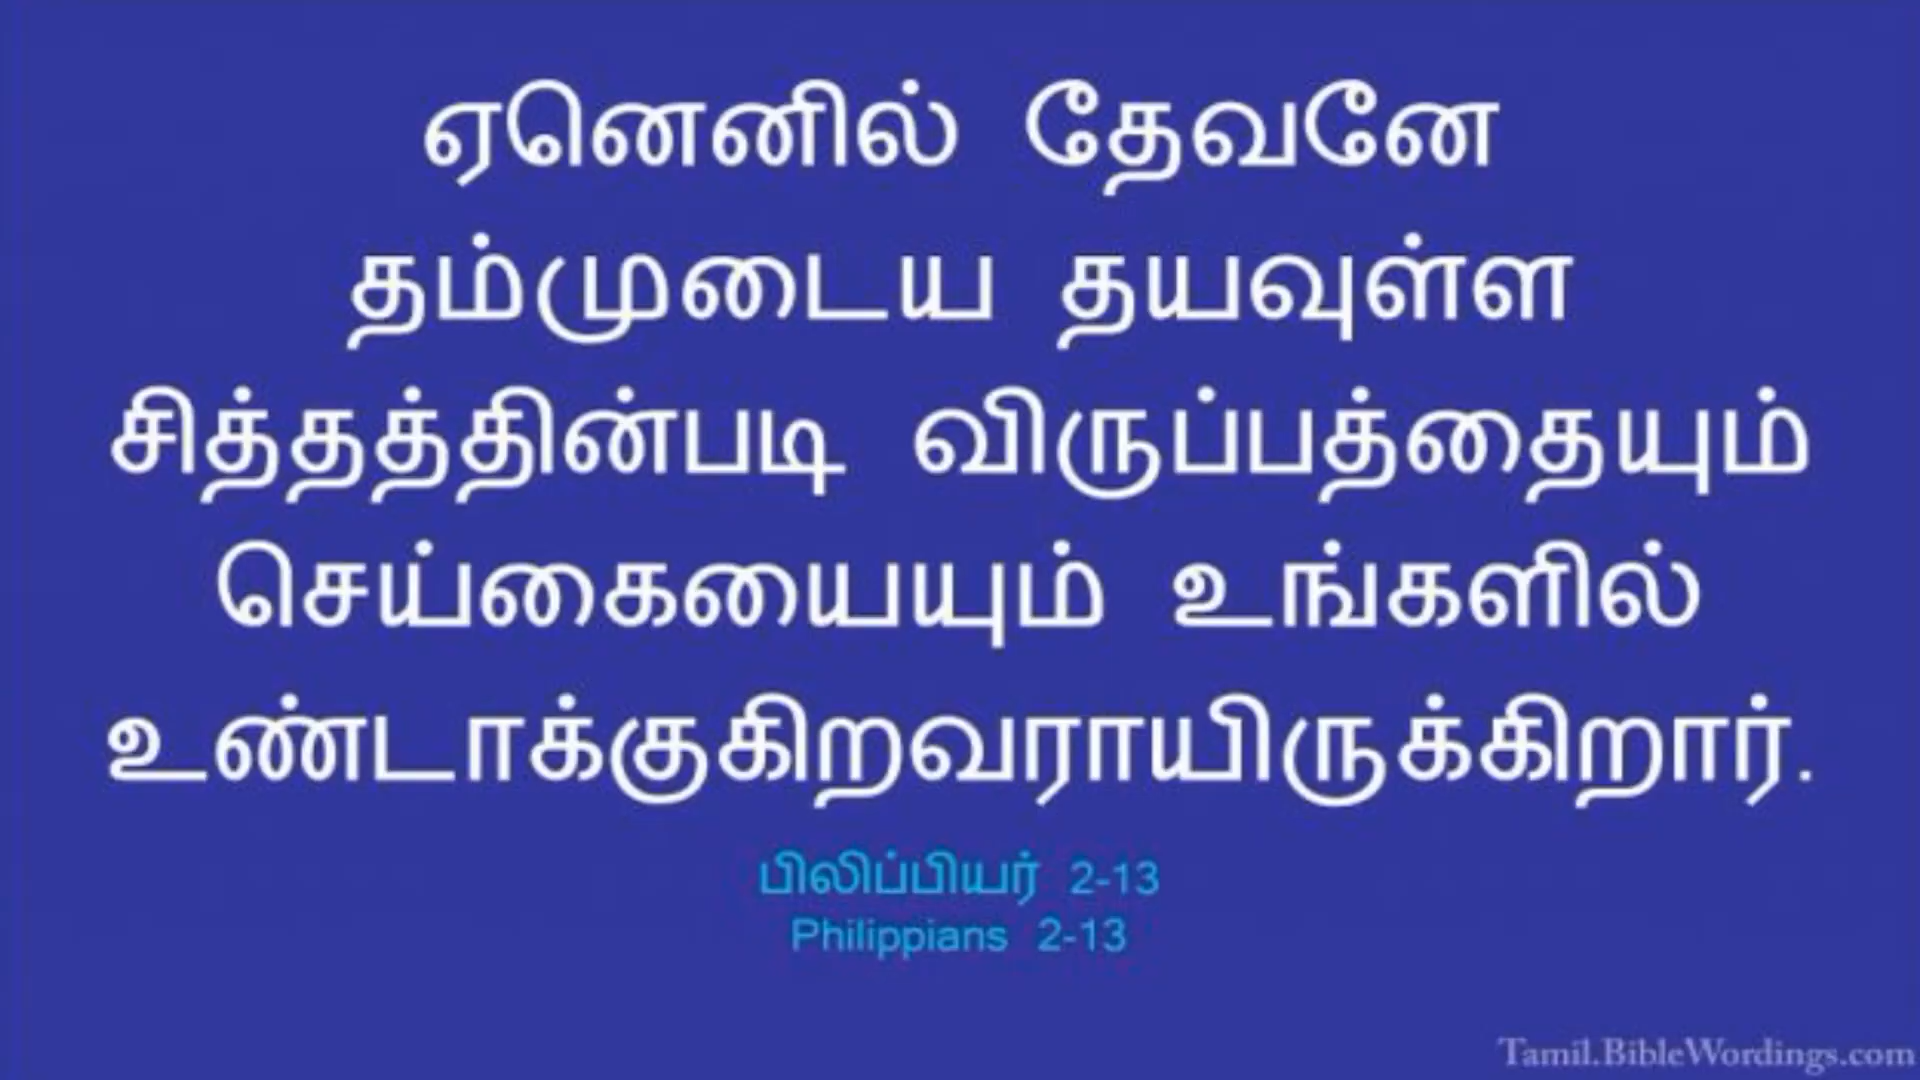 ஏனெனில் தேவனே
தம்முடைய தயவுள்ள
சித்தத்தின்படி விருப்பத்தையும்
செய்கையையும் உங்களில்
உண்டாக்குகிறவராயிருக்கிறார்.
பிலிப்பியர் 2-13
Philippians 2-13
Tamil.BibleWordings.com